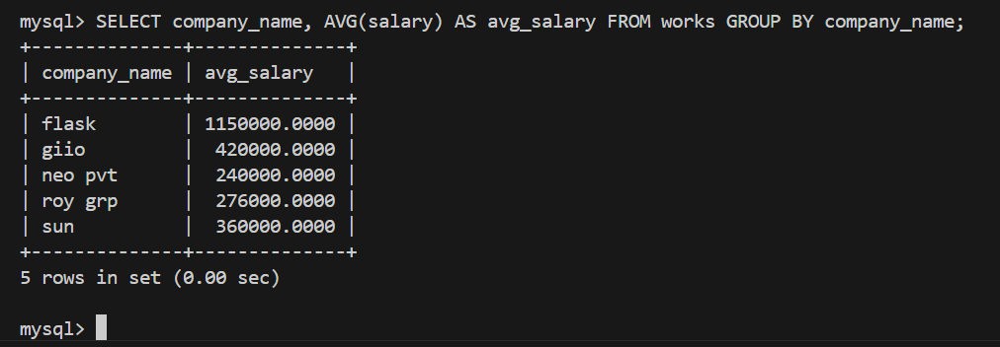 mysql> SELECT company_name, AVG(salary) AS avg_salary FROM works GROUP BY company_name;
+--------------+--------------+
| company_name | avg_salary   |
+--------------+--------------+
| flask        | 1150000.0000 |
| giio         |  420000.0000 |
| neo pvt      |  240000.0000 |
| roy grp      |  276000.0000 |
| sun          |  360000.0000 |
+--------------+--------------+
5 rows in set (0.00 sec)
mysql>